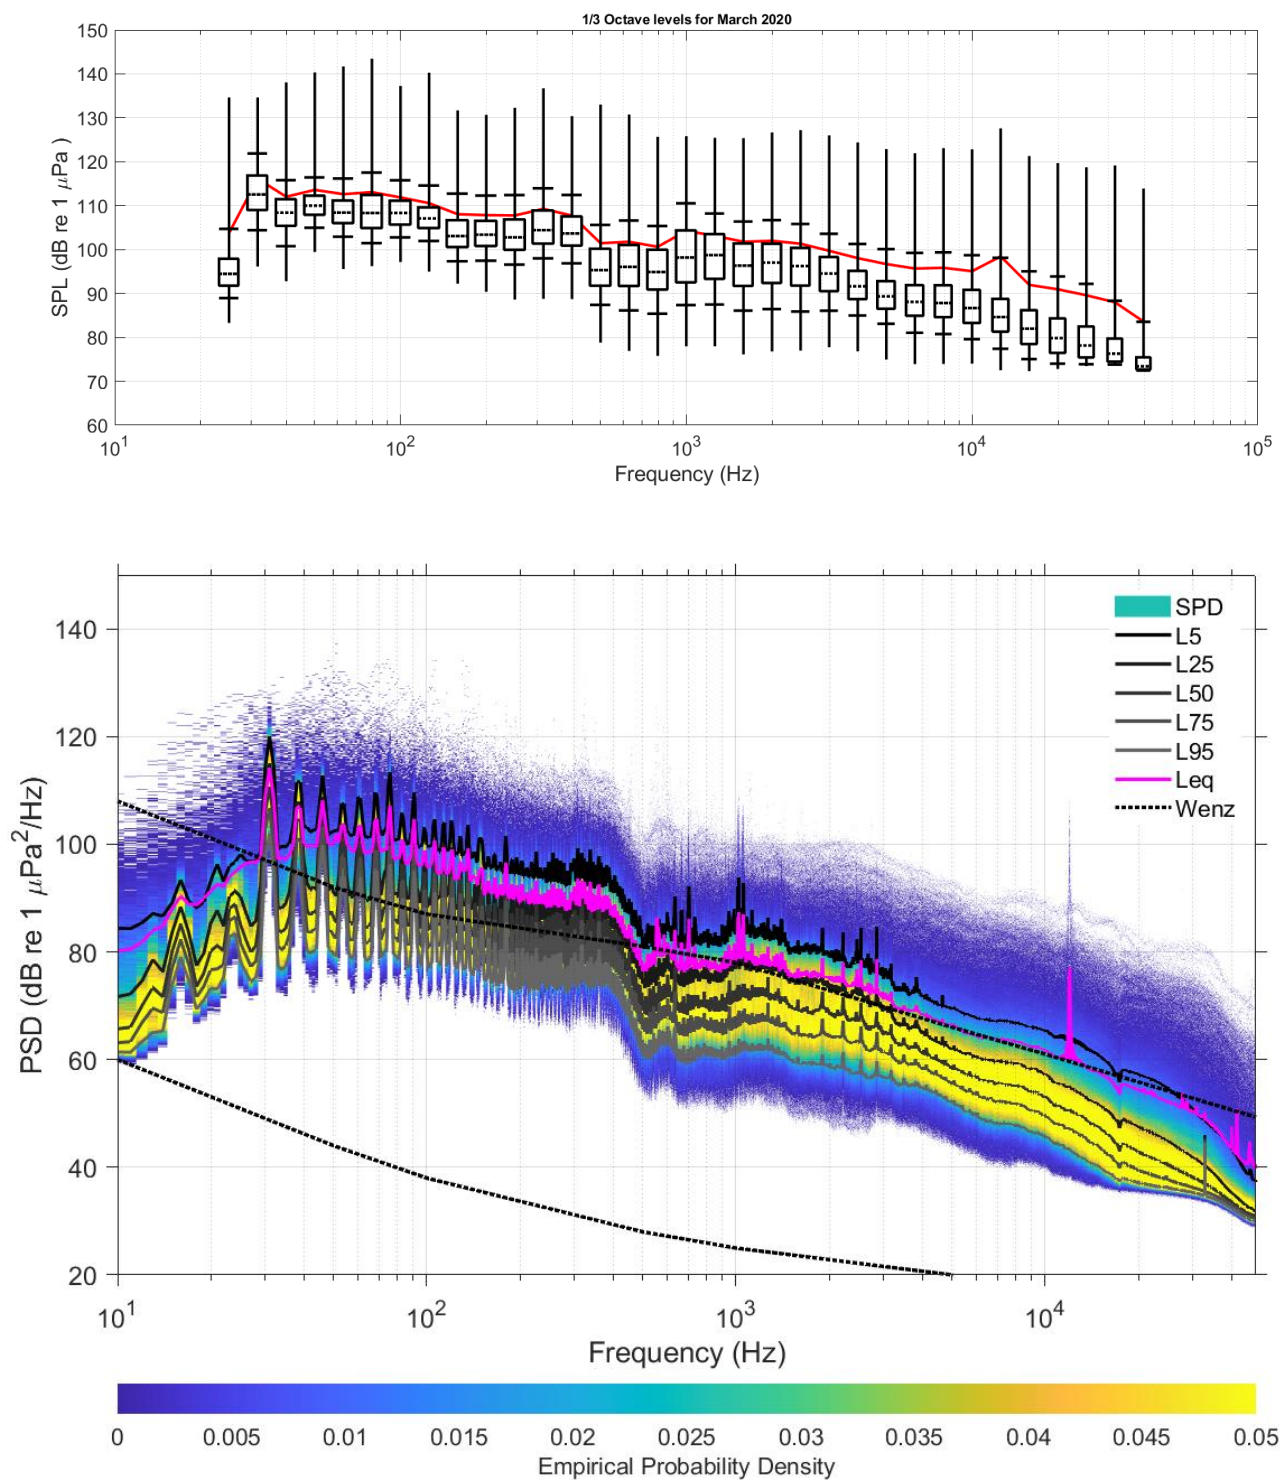 1/3 Octave levels for March 2020
150
140
130
120
110
100
90
80
70
60
SPL (dB re 1 μPa )
10^1 10^2 10^3 10^4 10^5
Frequency (Hz)
140
120
100
80
60
40
20
PSD (dB re 1 μPa^2/Hz)
SPD
L5
L25
L50
L75
L95
Leq
Wenz
10^1 10^2 10^3 10^4
Frequency (Hz)
0 0.005 0.01 0.015 0.02 0.025 0.03 0.035 0.04 0.045 0.05
Empirical Probability Density